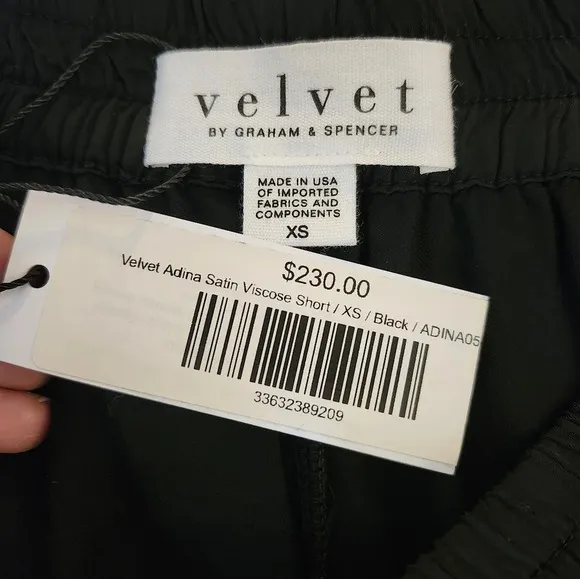 velvet
BY GRAHAM & SPENCER
MADE IN USA
OF IMPORTED
FABRICS AND
COMPONENTS
XS
$230.00
Velvet Adina Satin Viscose Short / XS / Black / ADINA05
33632389209